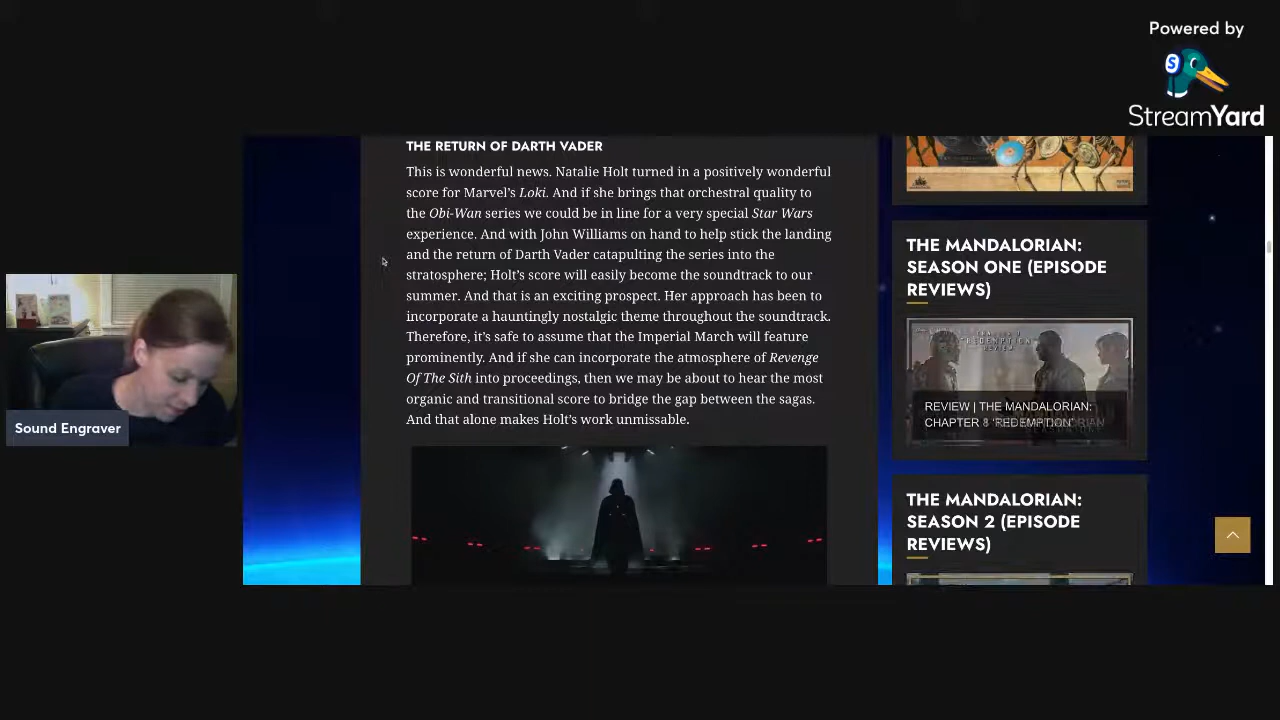 Powered by
StreamYard
THE RETURN OF DARTH VADER
This is wonderful news. Natalie Holt turned in a positively wonderful
score for Marvel’s Loki. And if she brings that orchestral quality to
the Obi-Wan series we could be in line for a very special Star Wars
experience. And with John Williams on hand to help stick the landing
and the return of Darth Vader catapulting the series into the
stratosphere; Holt’s score will easily become the soundtrack to our
summer. And that is an exciting prospect. Her approach has been to
incorporate a hauntingly nostalgic theme throughout the soundtrack.
Therefore, it’s safe to assume that the Imperial March will feature
prominently. And if she can incorporate the atmosphere of Revenge
Of The Sith into proceedings, then we may be about to hear the most
organic and transitional score to bridge the gap between the sagas.
And that alone makes Holt’s work unmissable.
THE MANDALORIAN:
SEASON ONE (EPISODE
REVIEWS)
REDEMPTION
REVIEW
REVIEW | THE MANDALORIAN:
CHAPTER 8 ‘REDEMPTION’
THE MANDALORIAN:
SEASON 2 (EPISODE
REVIEWS)
Sound Engraver